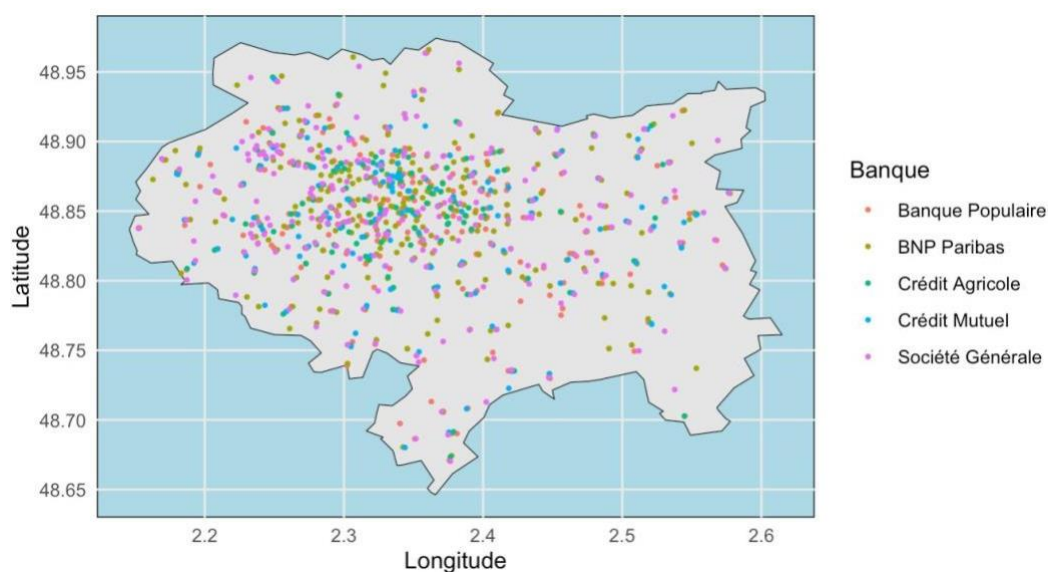 48.95
48.90
48.85
48.80
48.75
48.70
48.65
Latitude
2.2 2.3 2.4 2.5 2.6
Longitude
Banque
Banque Populaire
BNP Paribas
Crédit Agricole
Crédit Mutuel
Société Générale